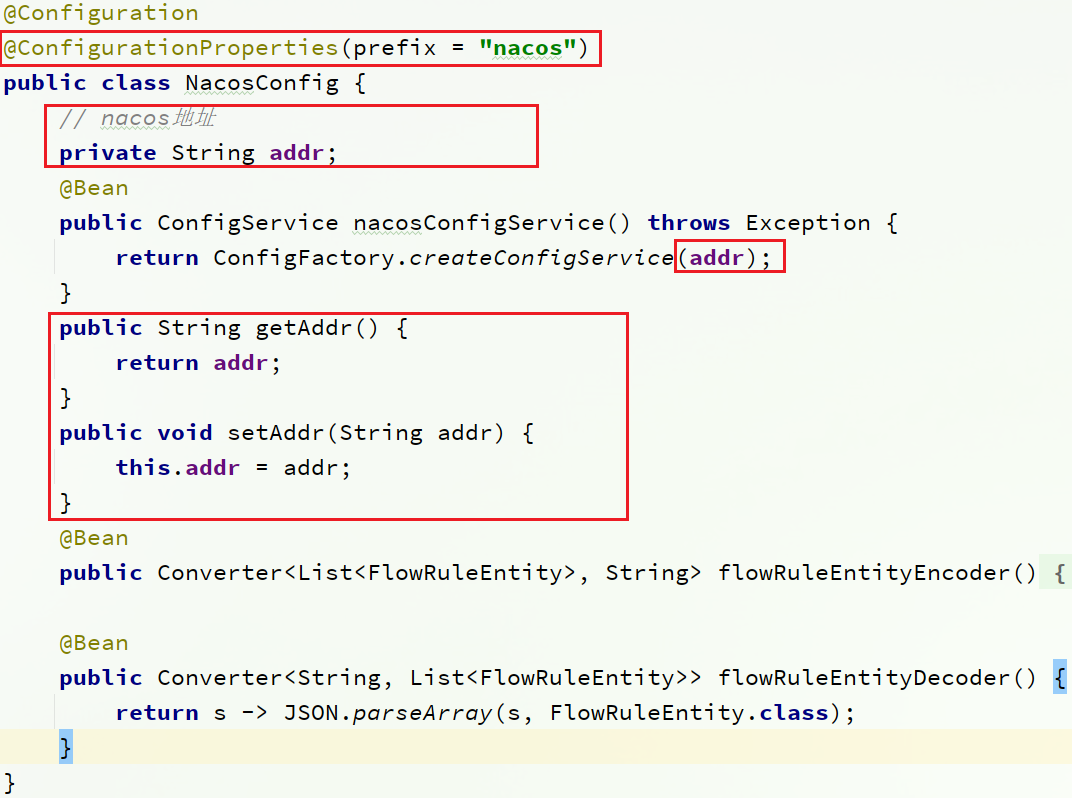 @Configuration
@ConfigurationProperties(prefix = "nacos")
public class NacosConfig {
// nacos地址
private String addr;
@Bean
public ConfigService nacosConfigService() throws Exception {
return ConfigFactory.createConfigService(addr);
}
public String getAddr() {
return addr;
}
public void setAddr(String addr) {
this.addr = addr;
}
@Bean
public Converter<List<FlowRuleEntity>, String> flowRuleEntityEncoder() {
@Bean
public Converter<String, List<FlowRuleEntity>> flowRuleEntityDecoder() {
return s -> JSON.parseArray(s, FlowRuleEntity.class);
}
}